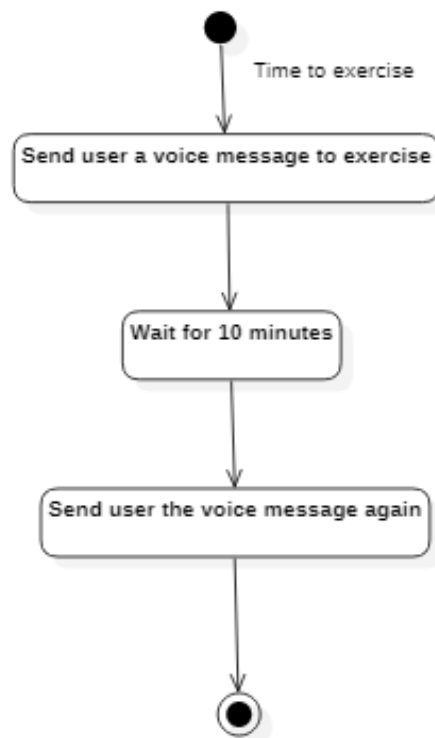 Time to exercise
Send user a voice message to exercise
Wait for 10 minutes
Send user the voice message again